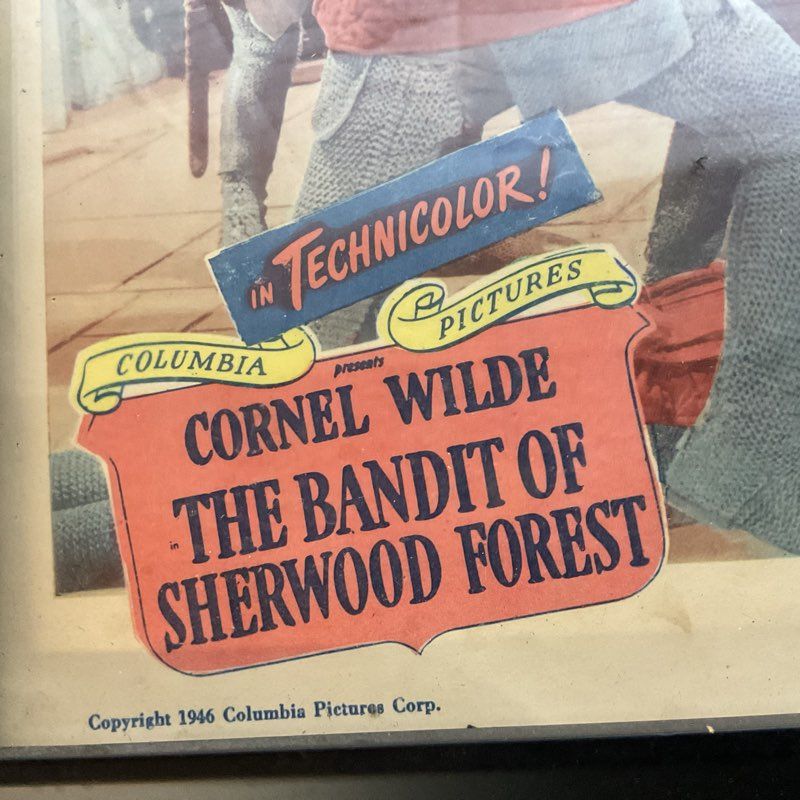 IN TECHNICOLOR!
COLUMBIA PICTURES
presents
CORNEL WILDE
in THE BANDIT OF
SHERWOOD FOREST
Copyright 1946 Columbia Pictures Corp.